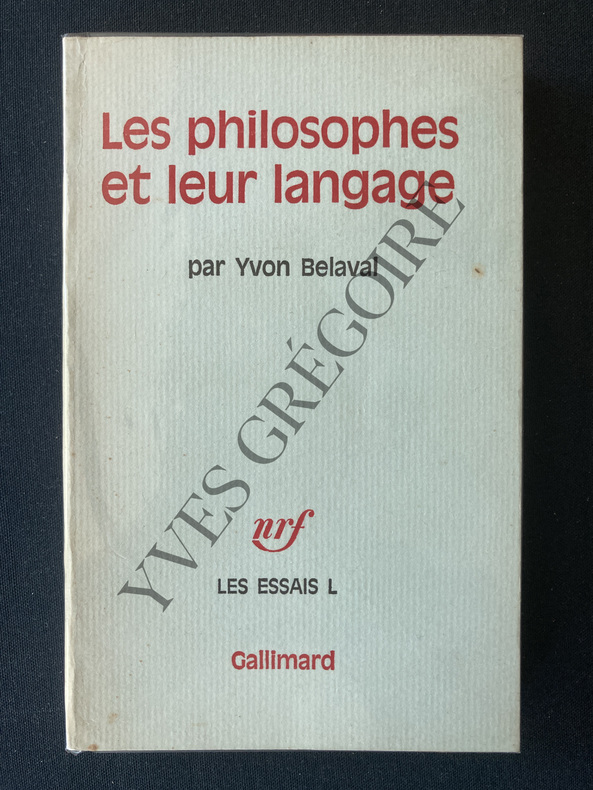 Les philosophes
et leur langage
par Yvon Belaval
YVES GRÉGOIRE
nrf
LES ESSAIS L
Gallimard